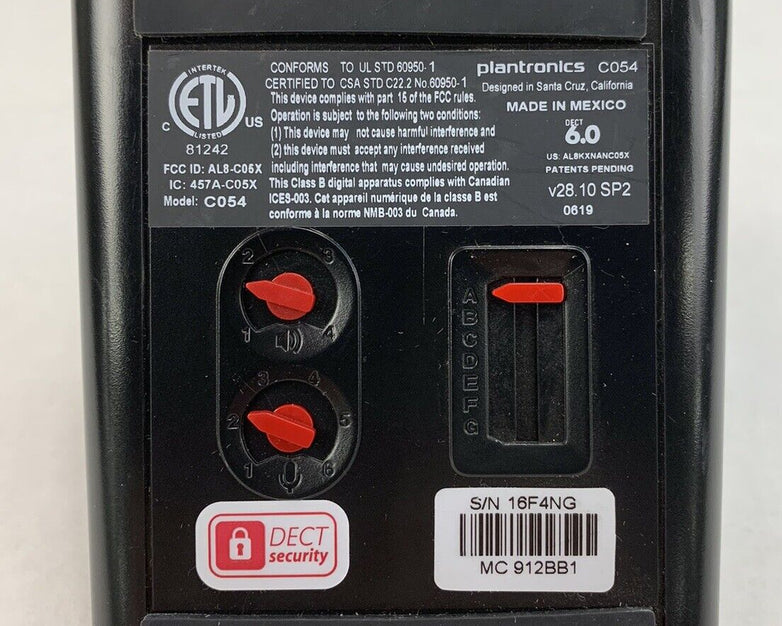 INTERTEK
ETL
LISTED
C US
81242
FCC ID: AL8-C05X
IC: 457A-C05X
Model: C054
CONFORMS TO UL STD 60950-1
CERTIFIED TO CSA STD C22.2 No.60950-1
This device complies with part 15 of the FCC rules.
Operation is subject to the following two conditions:
(1) This device may not cause harmful interference and
(2) this device must accept any interference received
including interference that may cause undesired operation.
This Class B digital apparatus complies with Canadian
ICES-003. Cet appareil numérique de la classe B est
conforme à la norme NMB-003 du Canada.
plantronics C054
Designed in Santa Cruz, California
MADE IN MEXICO
DECT
6.0
US: AL8KXNANC05X
PATENTS PENDING
v28.10 SP2
0619
2 3
1 4
3 4
2 5
1 6
A
B
C
D
E
F
G
DECT
security
S/N 16F4NG
MC 912BB1